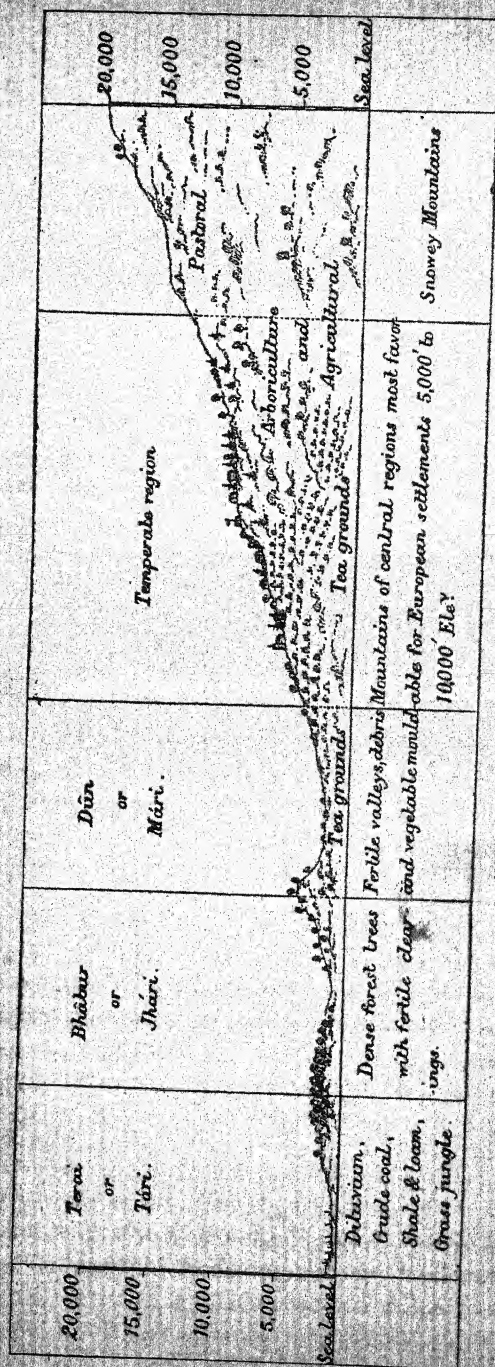 20,000
15,000
10,000
5,000
Sea level
Terai
or
Tári.
Bhâbur
or
Jhári.
Dûn
or
Mári.
Temperate region
Pastoral
Arboriculture
and
Agricultural
Tea grounds
Tea grounds
20,000
15,000
10,000
5,000
Sea level
Diluvium,
Crude coal,
Shale & loam,
Grass jungle.
Dense forest trees
with fertile clear-
-ings.
Fertile valleys, debris
and vegetable mould
Mountains of central regions most favor-
able for European settlements 5,000' to
10,000' Eleṿ
Snowey Mountains